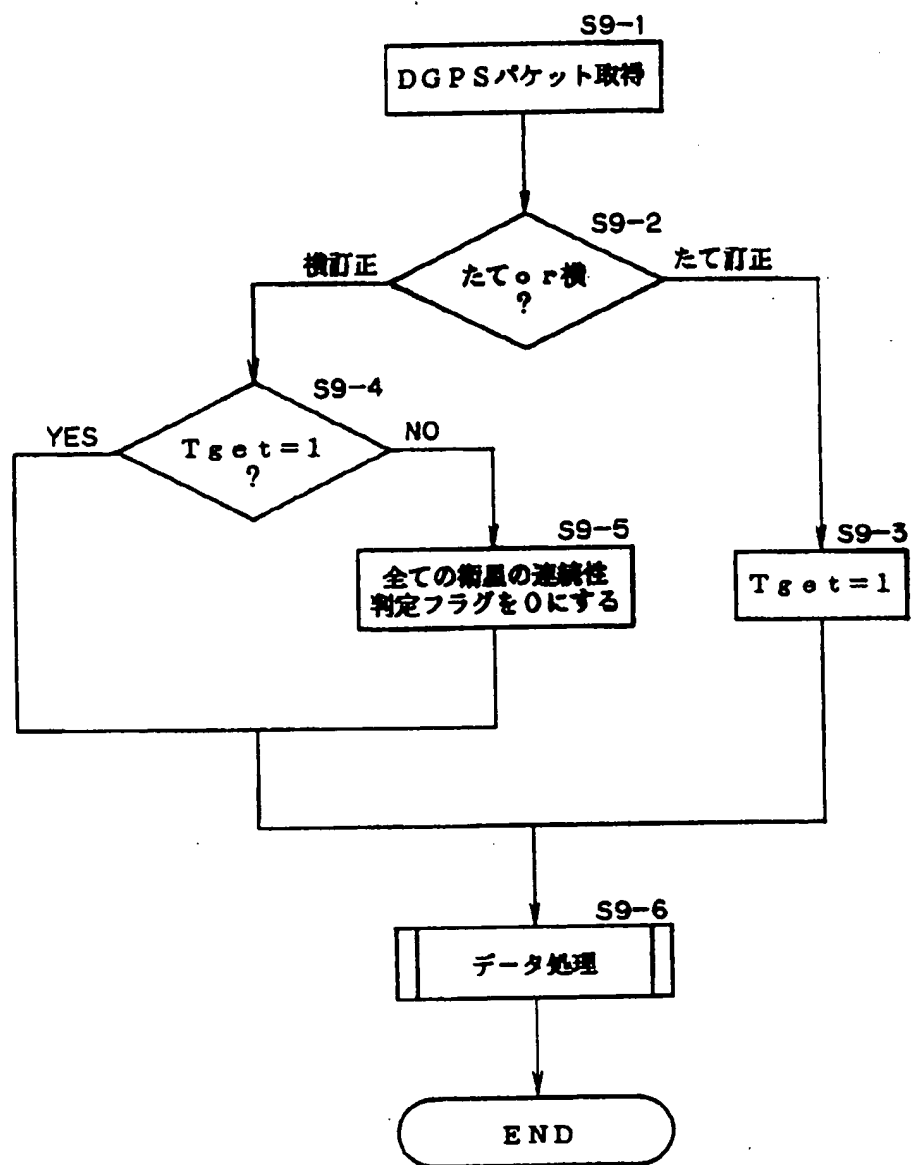 S9-1
DGPSパケット取得
S9-2
たてor横
?
横訂正
たて訂正
S9-4
Tget=1
?
YES
NO
S9-5
全ての衛星の連続性
判定フラグを0にする
S9-3
Tget=1
S9-6
データ処理
END